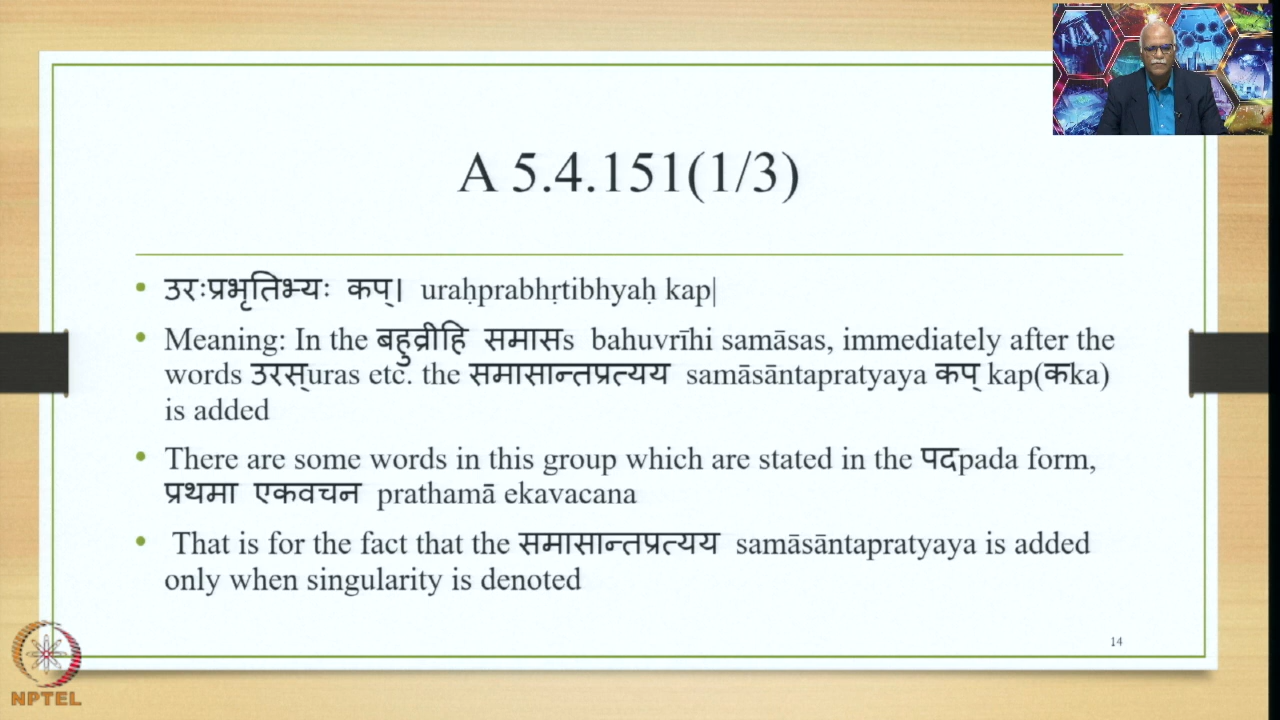 A 5.4.151(1/3)
उरःप्रभृतिभ्यः कप्। uraḥprabhṛtibhyaḥ kap|
Meaning: In the बहुव्रीहि समासs bahuvrīhi samāsas, immediately after the
words उरस्uras etc. the समासान्तप्रत्यय samāsāntapratyaya कप् kap(कka)
is added
There are some words in this group which are stated in the पदpada form,
प्रथमा एकवचन prathamā ekavacana
That is for the fact that the समासान्तप्रत्यय samāsāntapratyaya is added
only when singularity is denoted
14
NPTEL